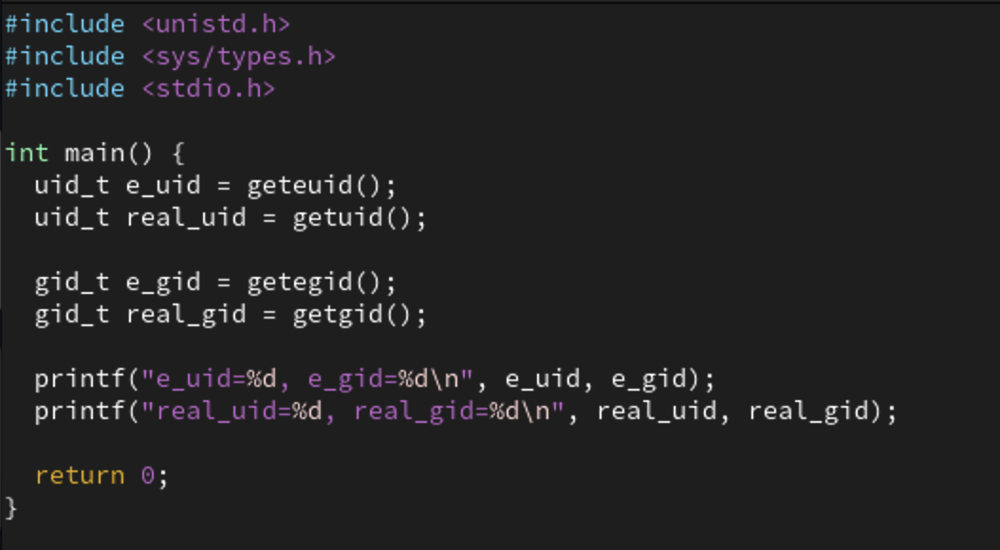 #include <unistd.h>
#include <sys/types.h>
#include <stdio.h>

int main() {
  uid_t e_uid = geteuid();
  uid_t real_uid = getuid();

  gid_t e_gid = getegid();
  gid_t real_gid = getgid();

  printf("e_uid=%d, e_gid=%d\n", e_uid, e_gid);
  printf("real_uid=%d, real_gid=%d\n", real_uid, real_gid);

  return 0;
}